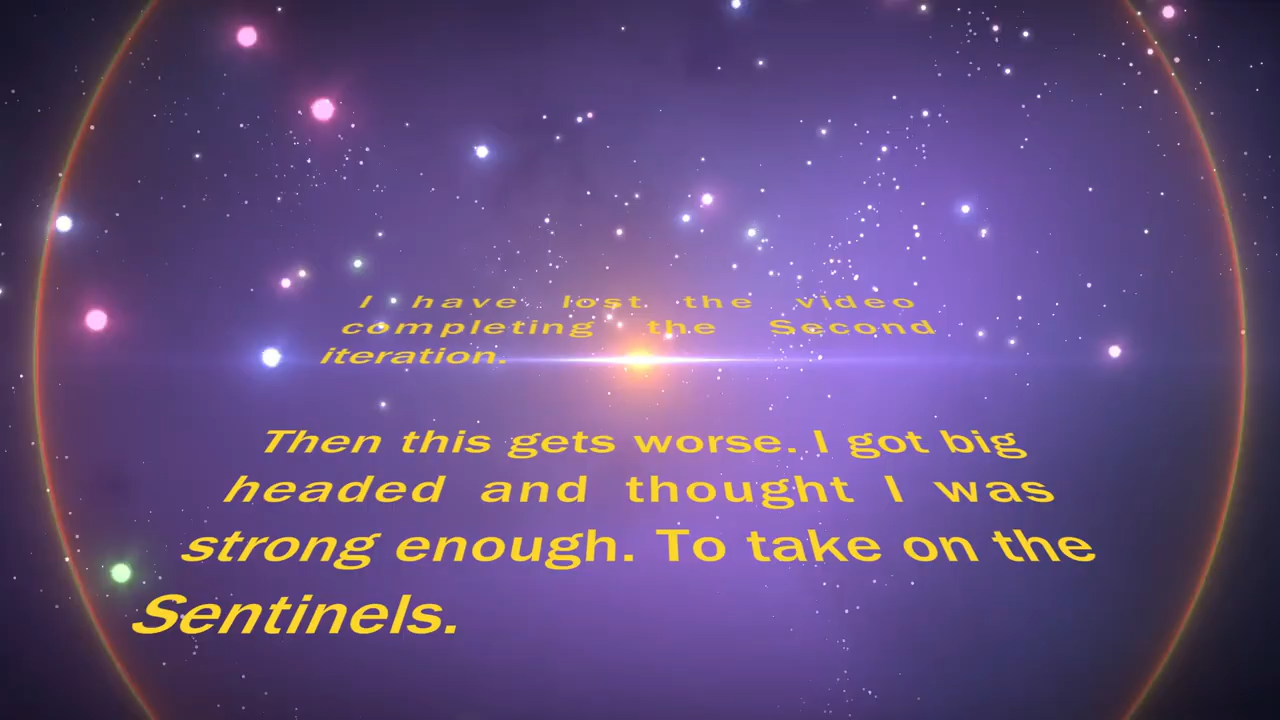 I have lost the video
completing the Second
iteration.
Then this gets worse. I got big
headed and thought I was
strong enough. To take on the
Sentinels.